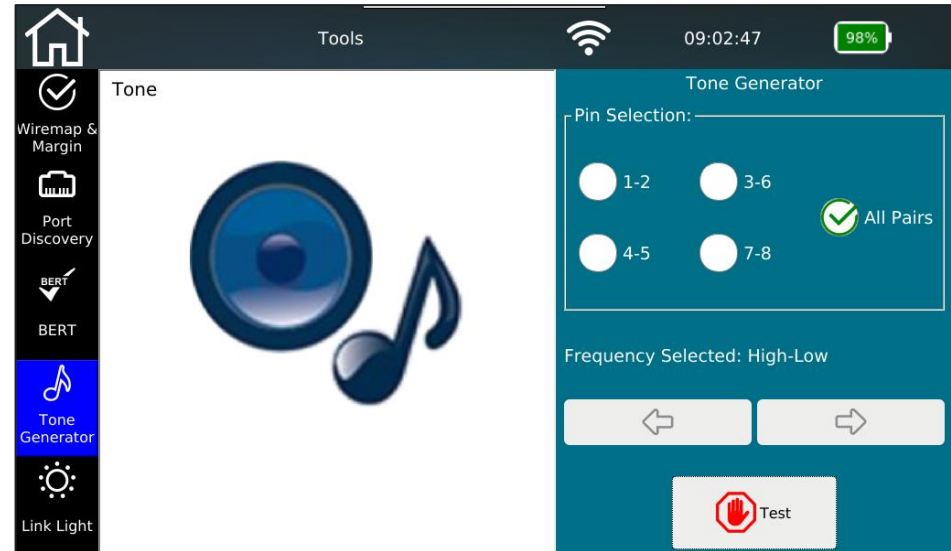 Tools
09:02:47
98%
Wiremap &
Margin
Port
Discovery
BERT
BERT
Tone
Generator
Link Light
Tone
Tone Generator
Pin Selection:
1-2
3-6
All Pairs
4-5
7-8
Frequency Selected: High-Low
Test